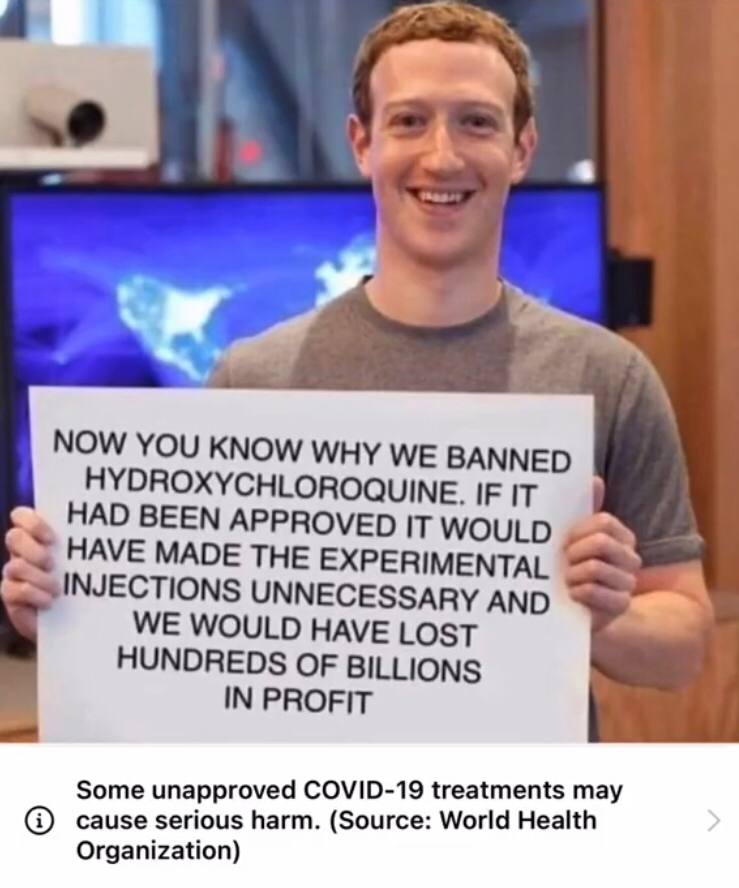 NOW YOU KNOW WHY WE BANNED
HYDROXYCHLOROQUINE. IF IT
HAD BEEN APPROVED IT WOULD
HAVE MADE THE EXPERIMENTAL
INJECTIONS UNNECESSARY AND
WE WOULD HAVE LOST
HUNDREDS OF BILLIONS
IN PROFIT
Some unapproved COVID-19 treatments may
cause serious harm. (Source: World Health
Organization)